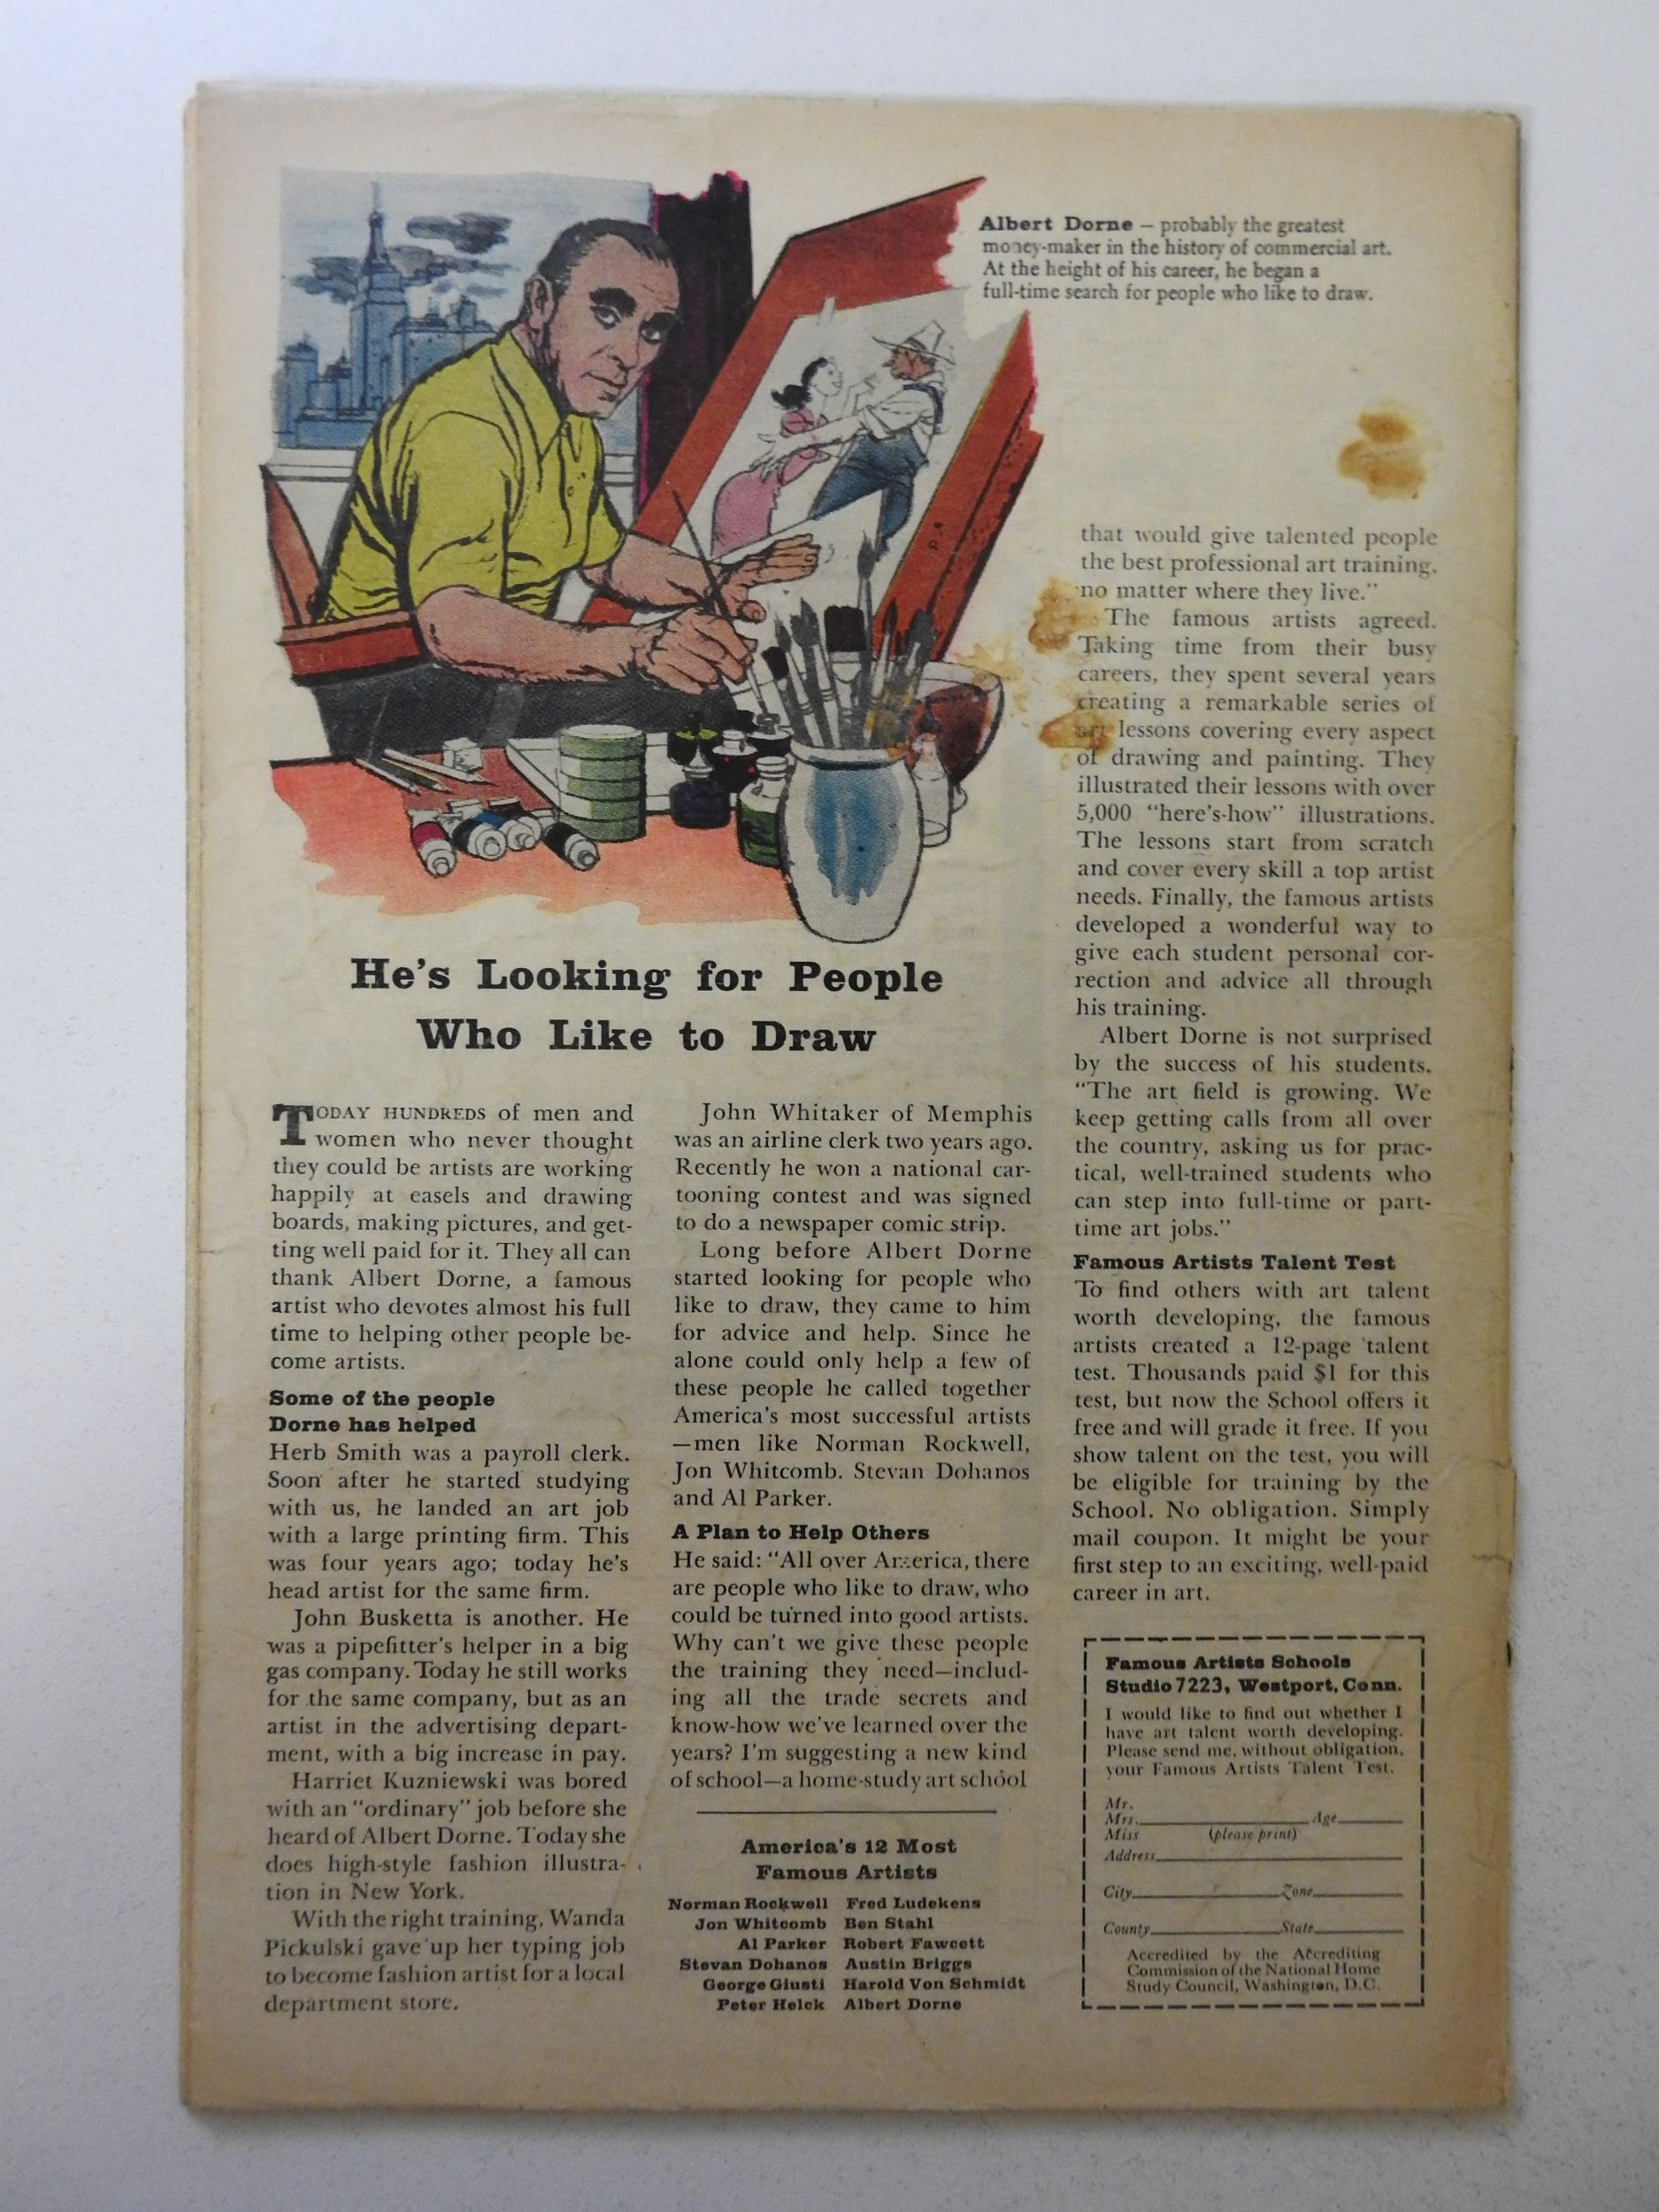 Albert Dorne – probably the greatest
money-maker in the history of commercial art.
At the height of his career, he began a
full-time search for people who like to draw.
He's Looking for People
Who Like to Draw
TODAY HUNDREDS of men and
women who never thought
they could be artists are working
happily at easels and drawing
boards, making pictures, and get-
ting well paid for it. They all can
thank Albert Dorne, a famous
artist who devotes almost his full
time to helping other people be-
come artists.
Some of the people
Dorne has helped
Herb Smith was a payroll clerk.
Soon after he started studying
with us, he landed an art job
with a large printing firm. This
was four years ago; today he's
head artist for the same firm.
John Busketta is another. He
was a pipefitter's helper in a big
gas company. Today he still works
for the same company, but as an
artist in the advertising depart-
ment, with a big increase in pay.
Harriet Kuzniewski was bored
with an "ordinary" job before she
heard of Albert Dorne. Today she
does high-style fashion illustra-
tion in New York.
With the right training, Wanda
Pickulski gave up her typing job
to become fashion artist for a local
department store.
John Whitaker of Memphis
was an airline clerk two years ago.
Recently he won a national car-
tooning contest and was signed
to do a newspaper comic strip.
Long before Albert Dorne
started looking for people who
like to draw, they came to him
for advice and help. Since he
alone could only help a few of
these people he called together
America's most successful artists
—men like Norman Rockwell,
Jon Whitcomb. Stevan Dohanos
and Al Parker.
A Plan to Help Others
He said: "All over America, there
are people who like to draw, who
could be turned into good artists.
Why can't we give these people
the training they need—includ-
ing all the trade secrets and
know-how we've learned over the
years? I'm suggesting a new kind
of school—a home-study art school
America's 12 Most
Famous Artists
Norman Rockwell Fred Ludekens
Jon Whitcomb Ben Stahl
Al Parker Robert Fawcett
Stevan Dohanos Austin Briggs
George Giusti Harold Von Schmidt
Peter Helck Albert Dorne
that would give talented people
the best professional art training,
no matter where they live."
The famous artists agreed.
Taking time from their busy
careers, they spent several years
creating a remarkable series of
art lessons covering every aspect
of drawing and painting. They
illustrated their lessons with over
5,000 "here's-how" illustrations.
The lessons start from scratch
and cover every skill a top artist
needs. Finally, the famous artists
developed a wonderful way to
give each student personal cor-
rection and advice all through
his training.
Albert Dorne is not surprised
by the success of his students.
"The art field is growing. We
keep getting calls from all over
the country, asking us for prac-
tical, well-trained students who
can step into full-time or part-
time art jobs."
Famous Artists Talent Test
To find others with art talent
worth developing, the famous
artists created a 12-page talent
test. Thousands paid $1 for this
test, but now the School offers it
free and will grade it free. If you
show talent on the test, you will
be eligible for training by the
School. No obligation. Simply
mail coupon. It might be your
first step to an exciting, well-paid
career in art.
Famous Artists Schools
Studio 7223, Westport, Conn.
I would like to find out whether I
have art talent worth developing.
Please send me, without obligation,
your Famous Artists Talent Test.
Mr.
Mrs. Age
Miss (please print)
Address
City Zone
County State
Accredited by the Accrediting
Commission of the National Home
Study Council, Washington, D.C.